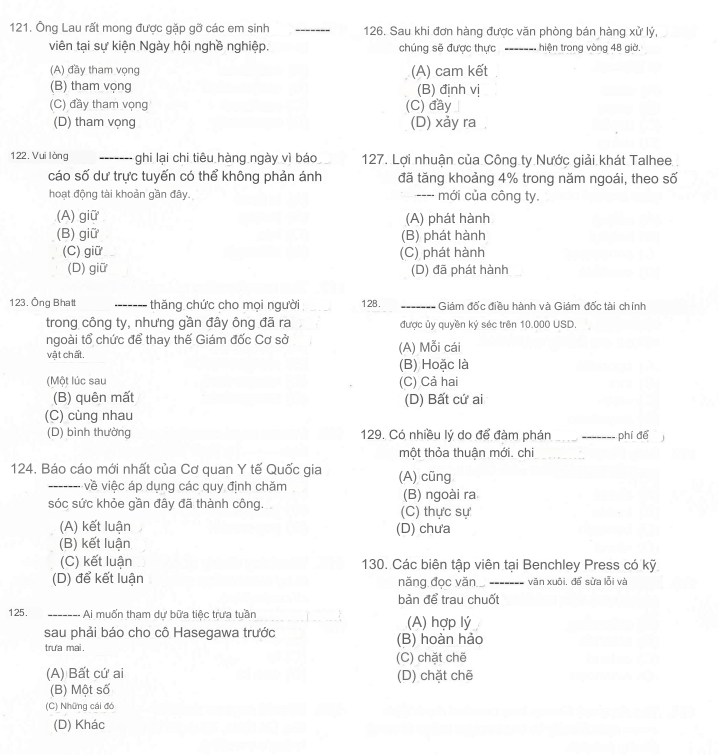 121. Ông Lau rất mong được gặp gỡ các em sinh -------
viên tại sự kiện Ngày hội nghề nghiệp.
(A) đầy tham vọng
(B) tham vọng
(C) đầy tham vọng
(D) tham vọng
122. Vui lòng ------- ghi lại chi tiêu hàng ngày vì báo
cáo số dư trực tuyến có thể không phản ánh
hoạt động tài khoản gần đây.
(A) giữ
(B) giữ
(C) giữ
(D) giữ
123. Ông Bhatt ------- thăng chức cho mọi người
trong công ty, nhưng gần đây ông đã ra
ngoài tổ chức để thay thế Giám đốc Cơ sở
vật chất.
(Một lúc sau
(B) quên mất
(C) cùng nhau
(D) bình thường
124. Báo cáo mới nhất của Cơ quan Y tế Quốc gia
------- về việc áp dụng các quy định chăm
sóc sức khỏe gần đây đã thành công.
(A) kết luận
(B) kết luận
(C) kết luận
(D) để kết luận
125. ------- Ai muốn tham dự bữa tiệc trưa tuần
sau phải báo cho cô Hasegawa trước
trưa mai.
(A) Bất cứ ai
(B) Một số
(C) Những cái đó
(D) Khác
126. Sau khi đơn hàng được văn phòng bán hàng xử lý,
chúng sẽ được thực ------- hiện trong vòng 48 giờ.
(A) cam kết
(B) định vị
(C) đầy
(D) xảy ra
127. Lợi nhuận của Công ty Nước giải khát Talhee
đã tăng khoảng 4% trong năm ngoái, theo số
---- mới của công ty.
(A) phát hành
(B) phát hành
(C) phát hành
(D) đã phát hành
128. ------- Giám đốc điều hành và Giám đốc tài chính
được ủy quyền ký séc trên 10.000 USD.
(A) Mỗi cái
(B) Hoặc là
(C) Cả hai
(D) Bất cứ ai
129. Có nhiều lý do để đàm phán ------- phí để
một thỏa thuận mới. chi
(A) cũng
(B) ngoài ra
(C) thực sự
(D) chưa
130. Các biên tập viên tại Benchley Press có kỹ
năng đọc văn ------- văn xuôi. để sửa lỗi và
bản để trau chuốt
(A) hợp lý
(B) hoàn hảo
(C) chặt chẽ
(D) chặt chẽ